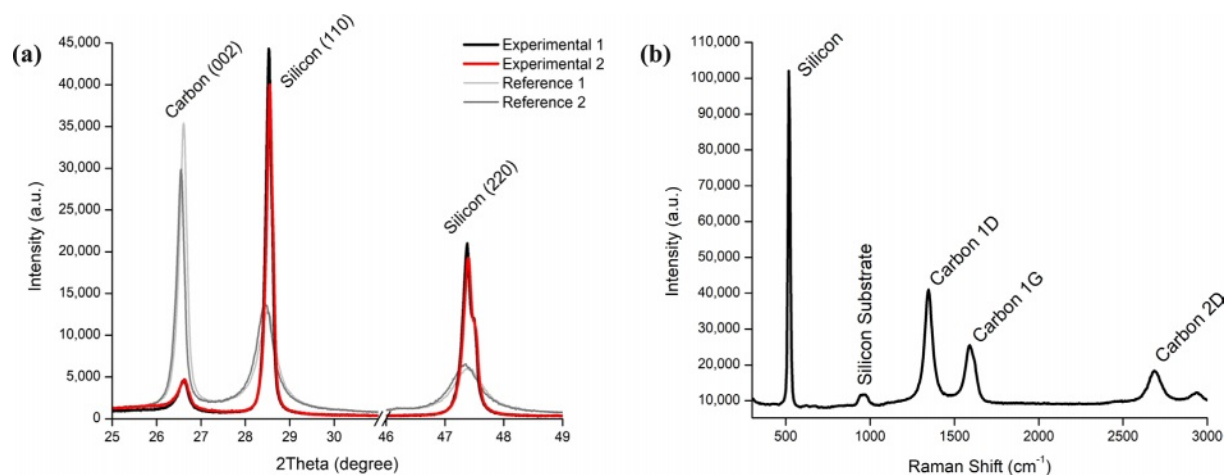 (a)
45,000
40,000
35,000
30,000
25,000
20,000
15,000
10,000
5,000
0
Intensity (a.u.)
Carbon (002)
Silicon (110)
Silicon (220)
Experimental 1
Experimental 2
Reference 1
Reference 2
25 26 27 28 29 30 46 47 48 49
2Theta (degree)
(b)
110,000
100,000
90,000
80,000
70,000
60,000
50,000
40,000
30,000
20,000
10,000
Intensity (a.u.)
Silicon
Silicon Substrate
Carbon 1D
Carbon 1G
Carbon 2D
500 1000 1500 2000 2500 3000
Raman Shift (cm⁻¹)